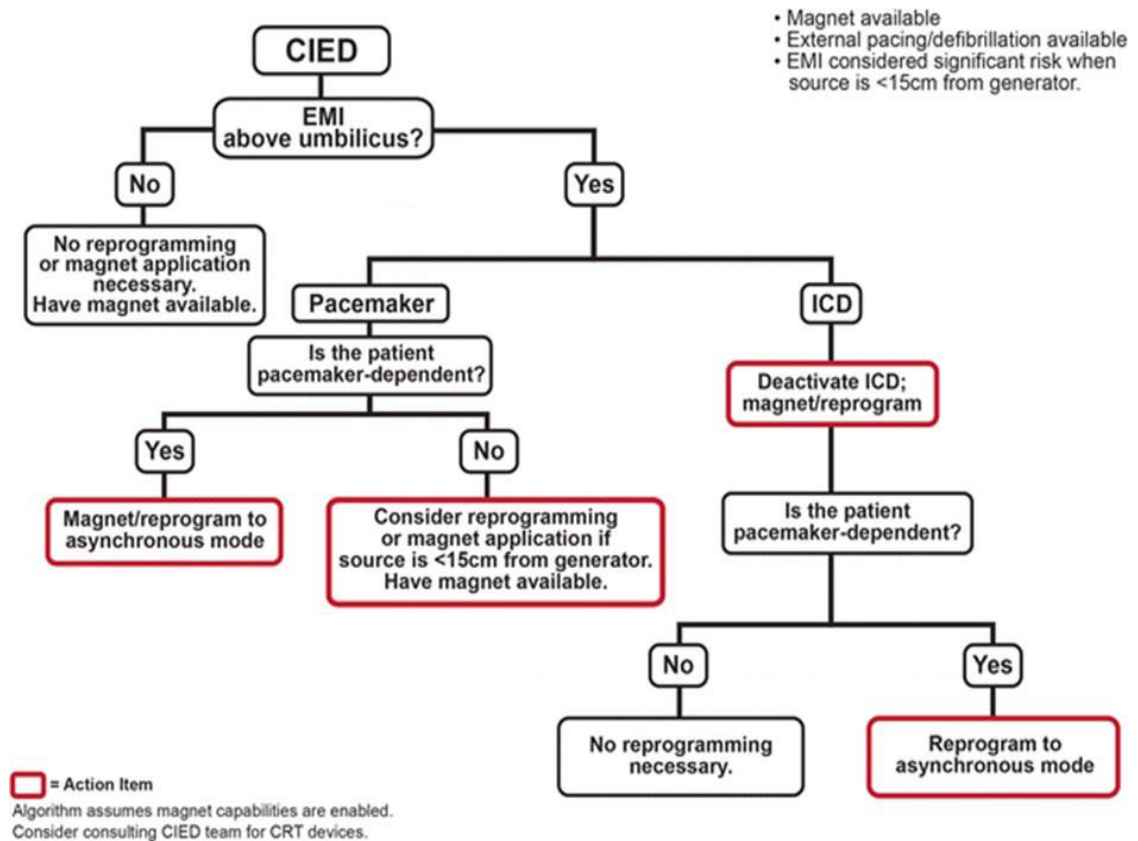 • Magnet available
• External pacing/defibrillation available
• EMI considered significant risk when
source is <15cm from generator.
CIED
EMI
above umbilicus?
No
Yes
No reprogramming
or magnet application
necessary.
Have magnet available.
Pacemaker
ICD
Is the patient
pacemaker-dependent?
Deactivate ICD;
magnet/reprogram
Yes
No
Magnet/reprogram to
asynchronous mode
Consider reprogramming
or magnet application if
source is <15cm from generator.
Have magnet available.
Is the patient
pacemaker-dependent?
No
Yes
No reprogramming
necessary.
Reprogram to
asynchronous mode
= Action Item
Algorithm assumes magnet capabilities are enabled.
Consider consulting CIED team for CRT devices.